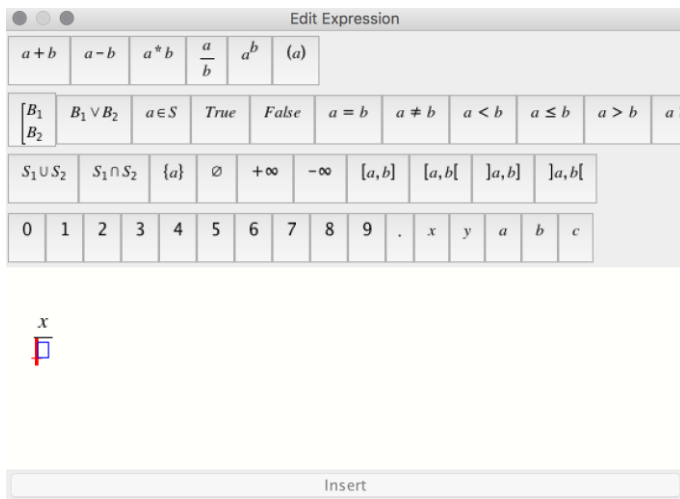 Edit Expression
a + b a - b a * b a/b a^b (a)
[B₁ B₂ B₁ ∨ B₂ a ∈ S True False a = b a ≠ b a < b a ≤ b a > b a
S₁ ∪ S₂ S₁ ∩ S₂ {a} ∅ +∞ -∞ [a,b] [a,b[ ]a,b] ]a,b[
0 1 2 3 4 5 6 7 8 9 . x y a b c
x
Insert